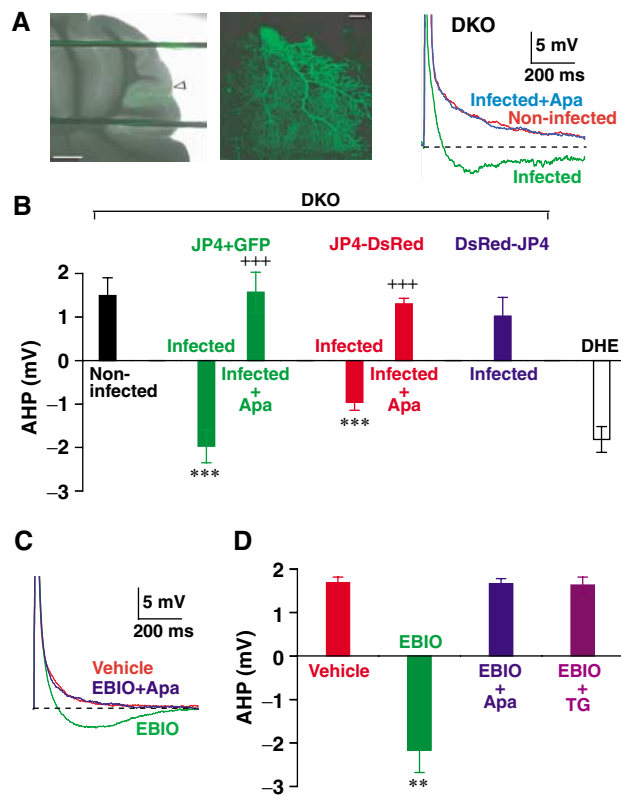 A
DKO
5 mV
200 ms
Infected+Apa
Non-infected
Infected
B
DKO
JP4+GFP
JP4-DsRed
DsRed-JP4
+++
+++
2
1
0
−1
−2
−3
AHP (mV)
Non-
infected
Infected
Infected
+
Apa
Infected
Infected
+
Apa
Infected
DHE
***
***
C
5 mV
200 ms
Vehicle
EBIO+Apa
EBIO
D
2
1
0
−1
−2
−3
AHP (mV)
Vehicle
EBIO
EBIO
+
Apa
EBIO
+
TG
**